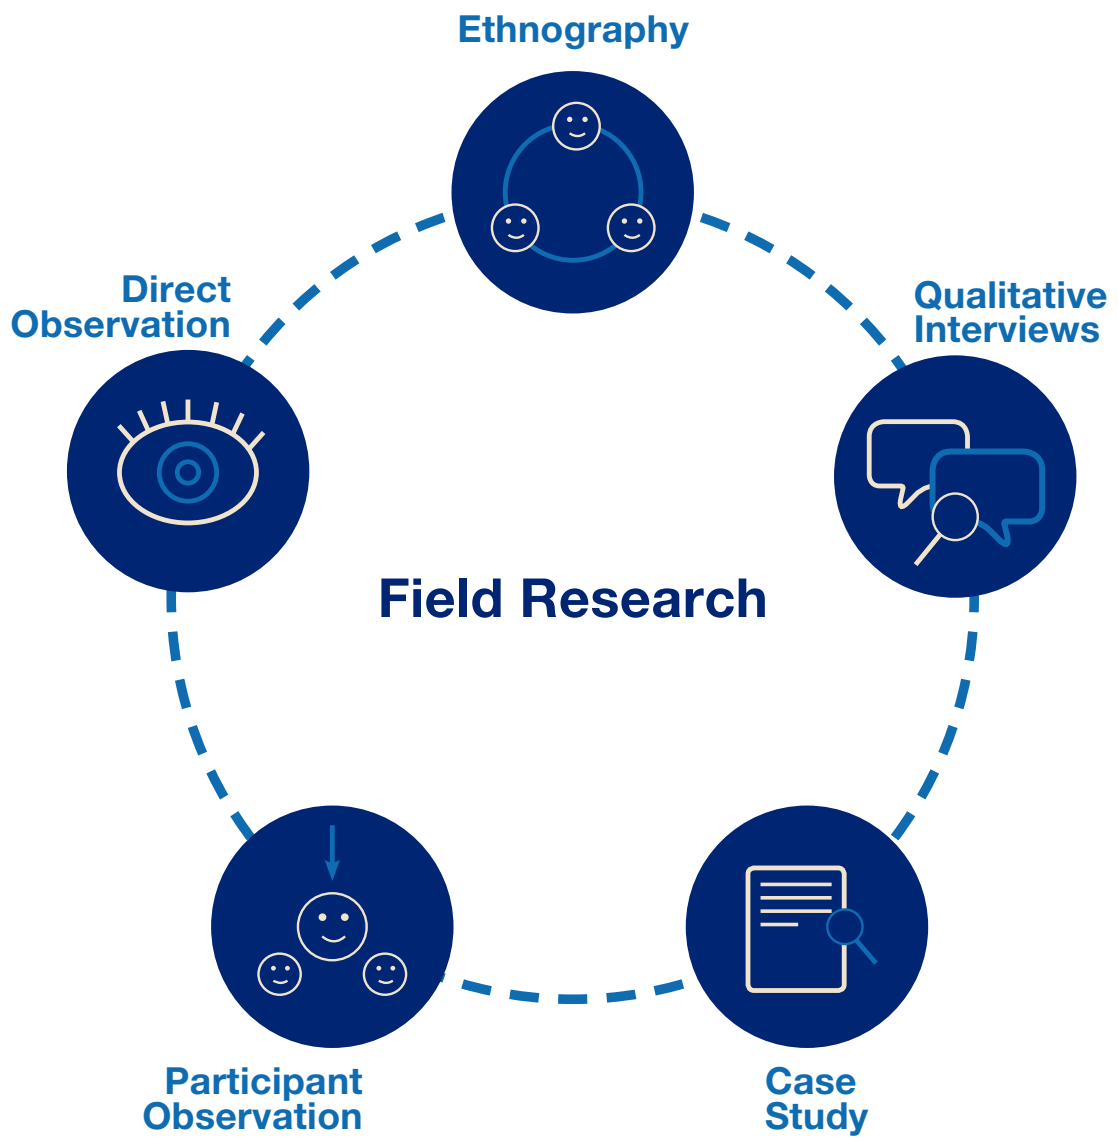 Ethnography
Direct
Observation
Qualitative
Interviews
Field Research
Participant
Observation
Case
Study